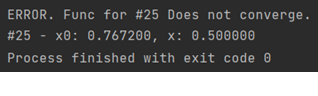 ERROR. Func for #25 Does not converge.
#25 - x0: 0.767200, x: 0.500000
Process finished with exit code 0